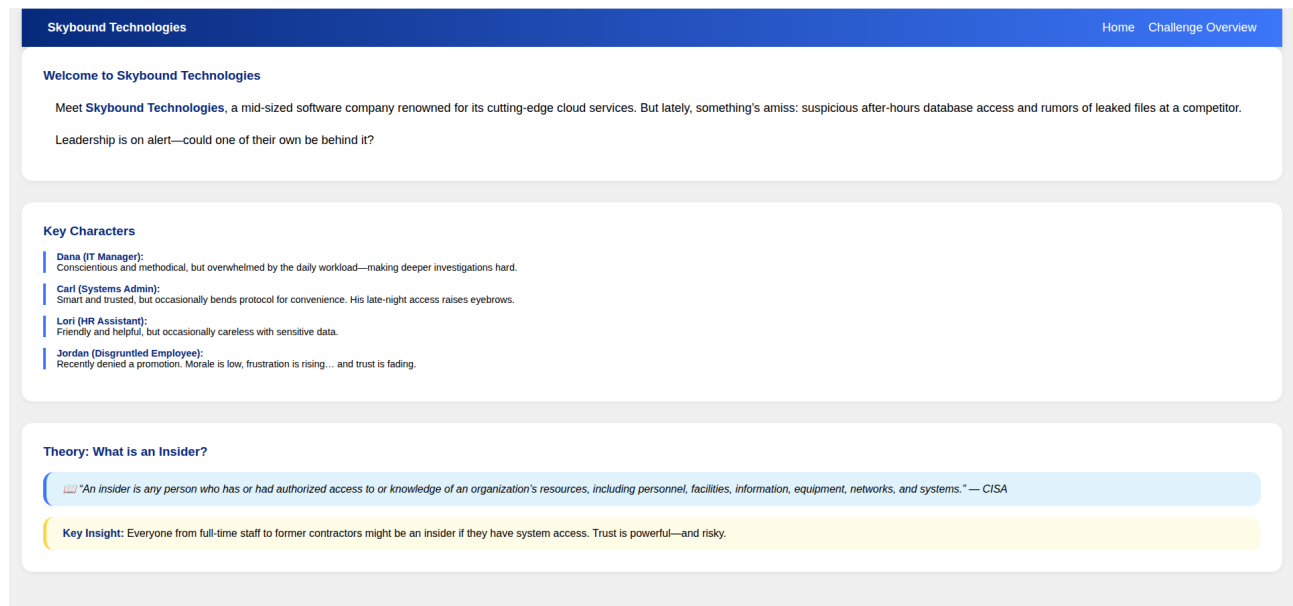 Skybound Technologies
Home Challenge Overview
Welcome to Skybound Technologies
Meet Skybound Technologies, a mid-sized software company renowned for its cutting-edge cloud services. But lately, something’s amiss: suspicious after-hours database access and rumors of leaked files at a competitor.
Leadership is on alert—could one of their own be behind it?
Key Characters
Dana (IT Manager):
Conscientious and methodical, but overwhelmed by the daily workload—making deeper investigations hard.
Carl (Systems Admin):
Smart and trusted, but occasionally bends protocol for convenience. His late-night access raises eyebrows.
Lori (HR Assistant):
Friendly and helpful, but occasionally careless with sensitive data.
Jordan (Disgruntled Employee):
Recently denied a promotion. Morale is low, frustration is rising… and trust is fading.
Theory: What is an Insider?
📖 “An insider is any person who has or had authorized access to or knowledge of an organization’s resources, including personnel, facilities, information, equipment, networks, and systems.” — CISA
Key Insight: Everyone from full-time staff to former contractors might be an insider if they have system access. Trust is powerful—and risky.